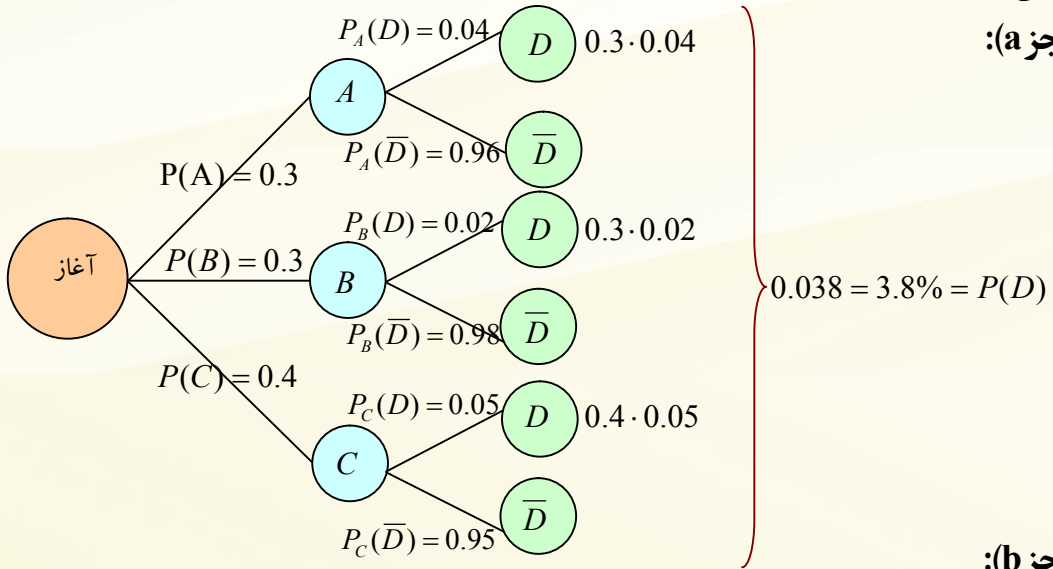 جز a):
P_A(D) = 0.04
D 0.3·0.04
A
P_A(D̅) = 0.96
D̅
P(A) = 0.3
P_B(D) = 0.02
D 0.3·0.02
آغاز
P(B) = 0.3
B
0.038 = 3.8% = P(D)
P_B(D̅) = 0.98
D̅
P(C) = 0.4
P_C(D) = 0.05
D 0.4·0.05
C
P_C(D̅) = 0.95
D̅
جز b):